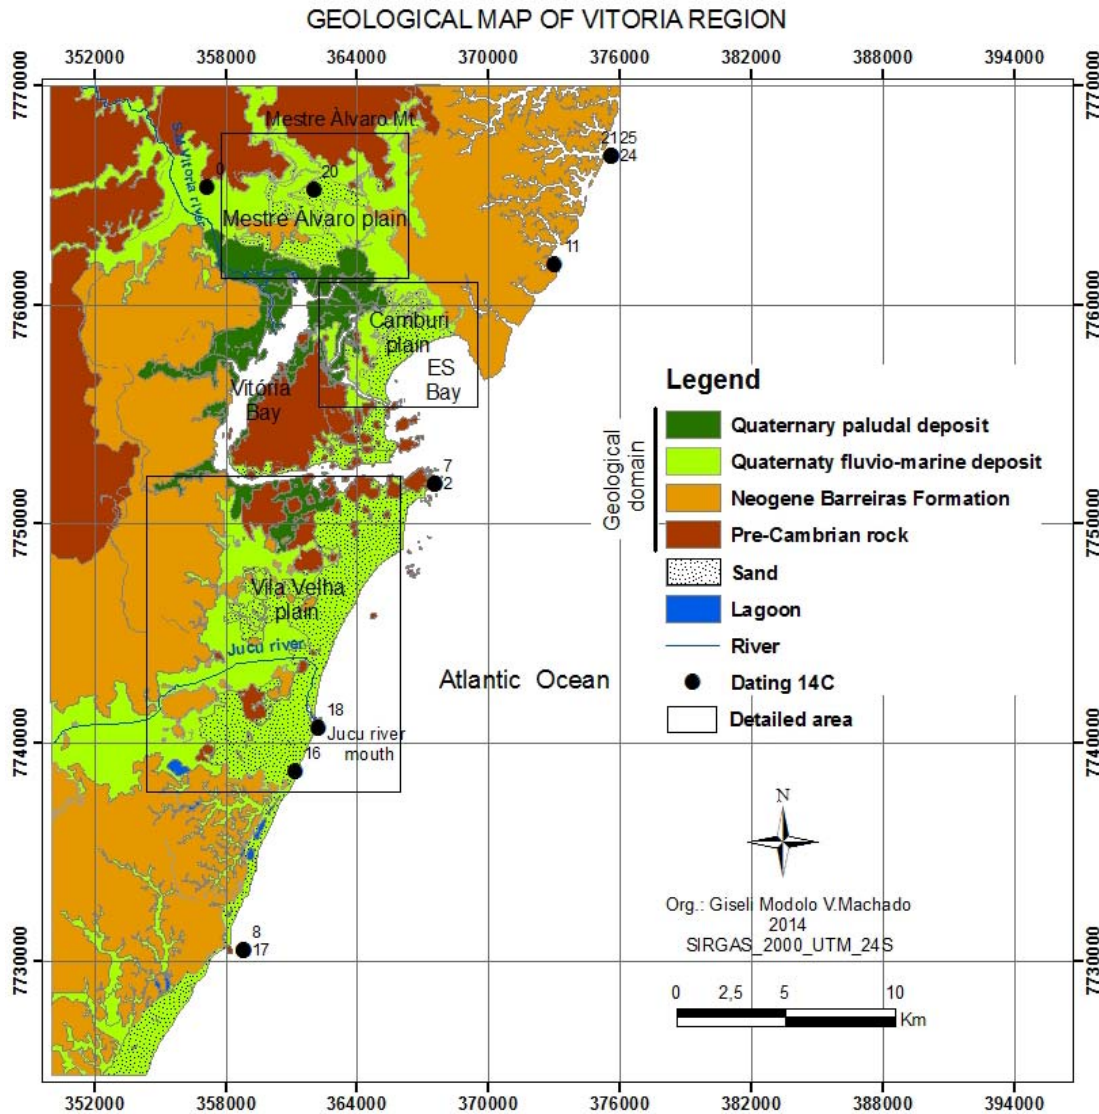 GEOLOGICAL MAP OF VITORIA REGION
352000 358000 364000 370000 376000 382000 388000 394000
7770000 7770000
Mestre Àlvaro Mt.
2125
24
0
20
Sta Vitória river
Mestre Àlvaro plain
11
7760000 7760000
Camburi
plain
ES
Bay
Vitória
Bay
Legend
Geological
domain
Quaternary paludal deposit
Quaternaty fluvio-marine deposit
Neogene Barreiras Formation
Pre-Cambrian rock
Sand
Lagoon
River
Dating 14C
Detailed area
7
2
7750000 7750000
Vila Velha
plain
Jucu river
Atlantic Ocean
18
Jucu river
mouth
16
7740000 7740000
N
Org.: Giseli Modolo V.Machado
2014
SIRGAS_2000_UTM_24S
8
17
7730000 7730000
0 2,5 5 10
Km
352000 358000 364000 370000 376000 382000 388000 394000